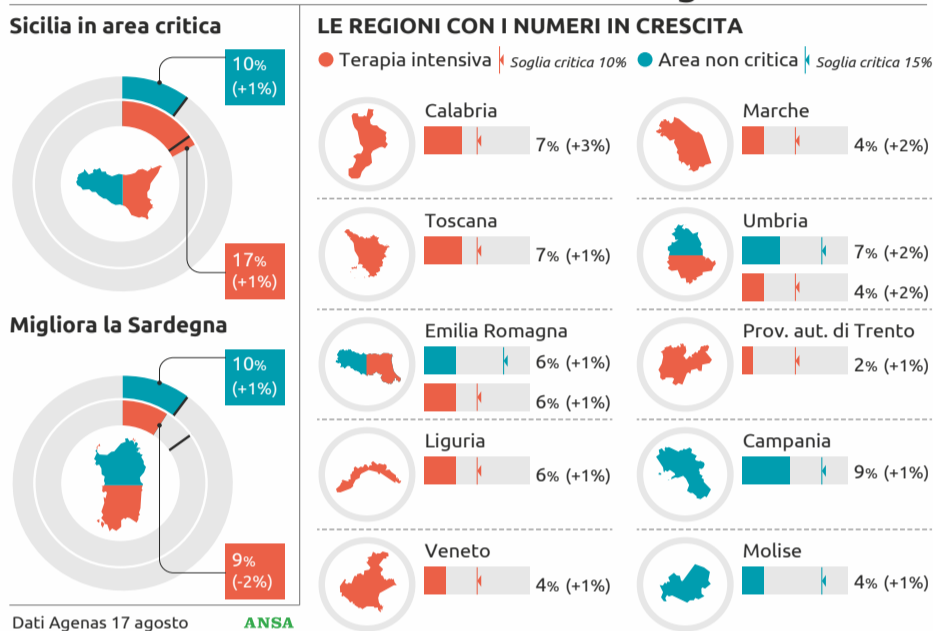 Sicilia in area critica
10%
(+1%)
17%
(+1%)
Migliora la Sardegna
10%
(+1%)
9%
(-2%)
Dati Agenas 17 agosto
ANSA
LE REGIONI CON I NUMERI IN CRESCITA
Terapia intensiva Soglia critica 10% Area non critica Soglia critica 15%
Calabria
7% (+3%)
Toscana
7% (+1%)
Emilia Romagna
6% (+1%)
6% (+1%)
Liguria
6% (+1%)
Veneto
4% (+1%)
Marche
4% (+2%)
Umbria
7% (+2%)
4% (+2%)
Prov. aut. di Trento
2% (+1%)
Campania
9% (+1%)
Molise
4% (+1%)